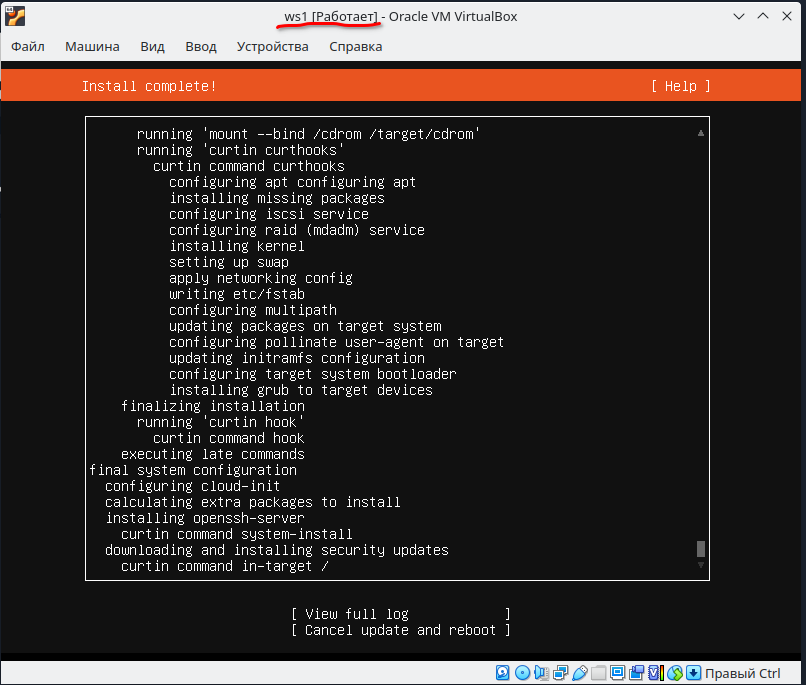 ws1 [Работает] - Oracle VM VirtualBox
Файл Машина Вид Ввод Устройства Справка
Install complete! [ Help ]
running 'mount --bind /cdrom /target/cdrom'
running 'curtin curthooks'
curtin command curthooks
configuring apt configuring apt
installing missing packages
configuring iscsi service
configuring raid (mdadm) service
installing kernel
setting up swap
apply networking config
writing etc/fstab
configuring multipath
updating packages on target system
configuring pollinate user-agent on target
updating initramfs configuration
configuring target system bootloader
installing grub to target devices
finalizing installation
running 'curtin hook'
curtin command hook
executing late commands
final system configuration
configuring cloud-init
calculating extra packages to install
installing openssh-server
curtin command system-install
downloading and installing security updates
curtin command in-target /
[ View full log ]
[ Cancel update and reboot ]
Правый Ctrl